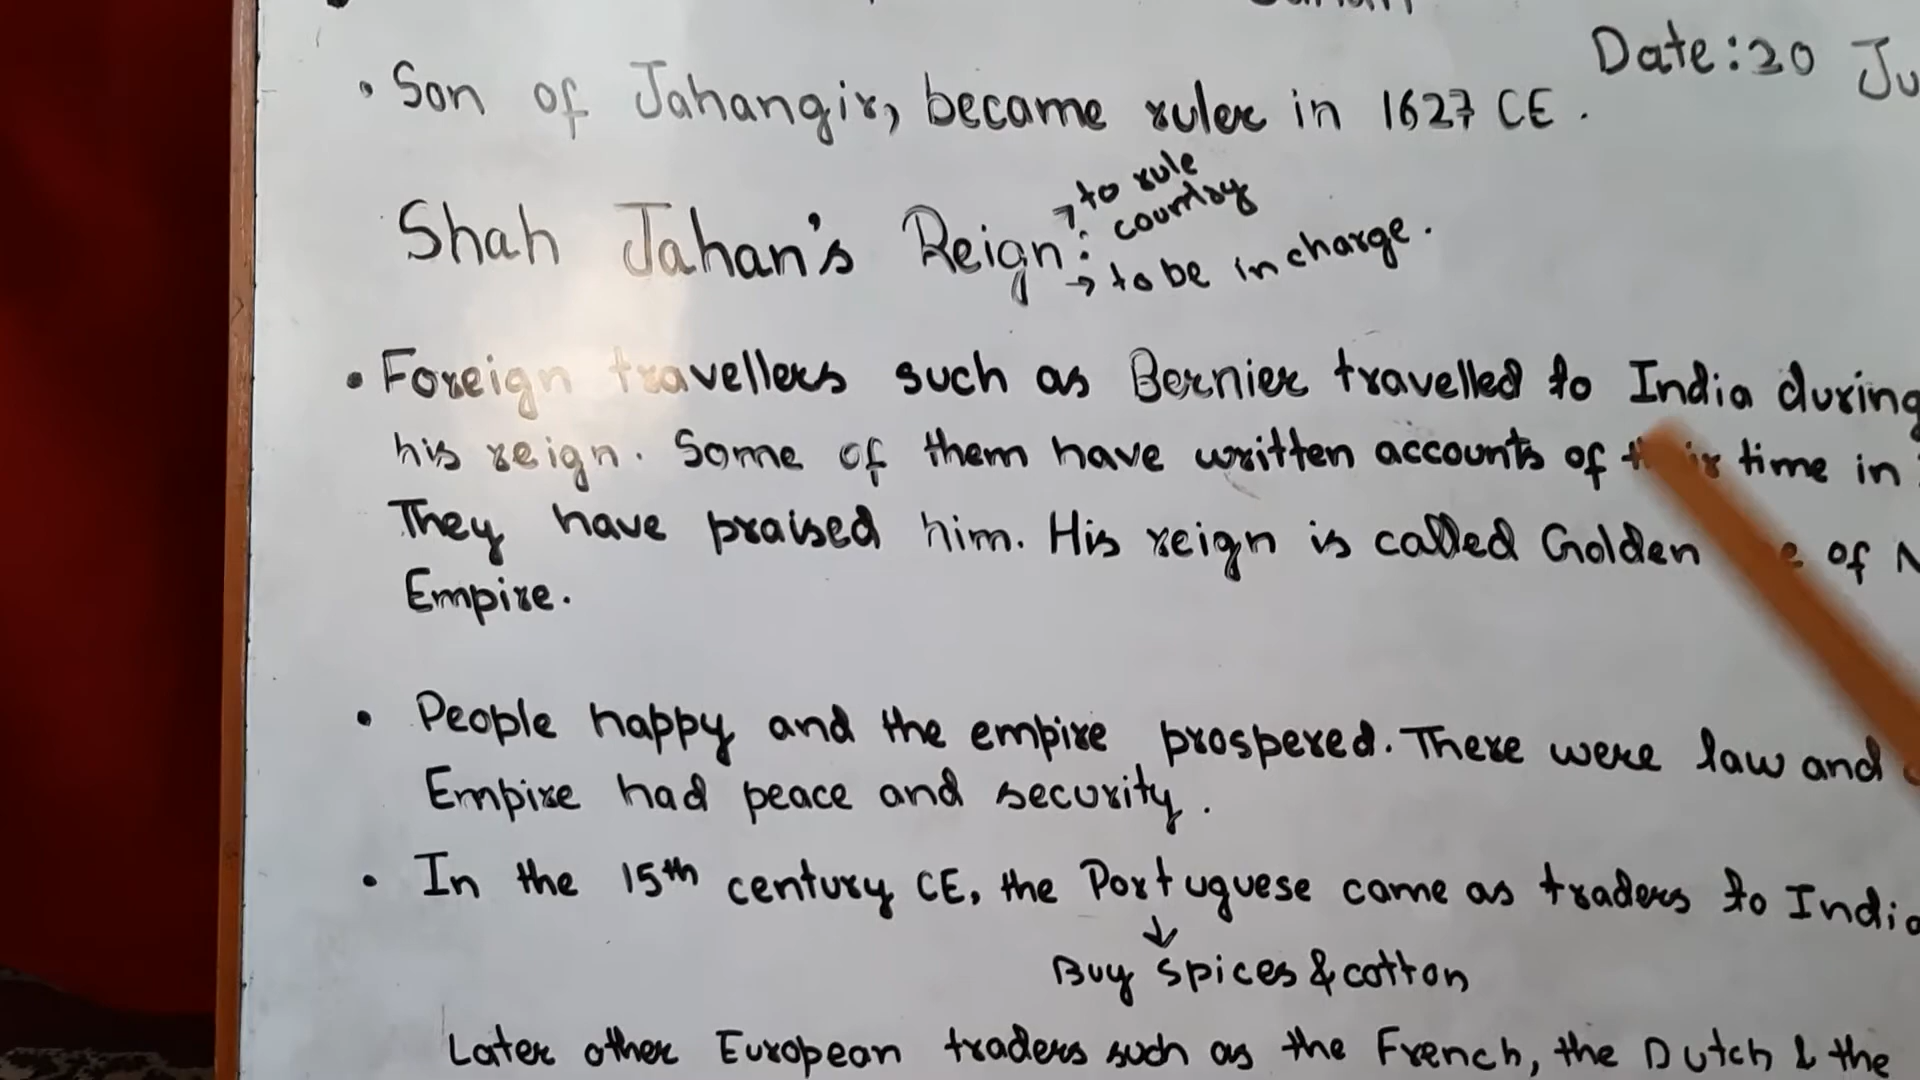 Date: 20
• Son of Jahangir, became ruler in 1627 CE.
→ to rule country
Shah Jahan's Reign:
→ to be incharge.
• Foreign travellers such as Bernier travelled to India during
his reign. Some of them have written accounts of their time in
They have praised him. His reign is called Golden of
Empire.
• People happy and the empire prospered. There were law and
Empire had peace and security.
• In the 15th century CE, the Portuguese came as traders to India
↓
Buy spices & cotton
Later other European traders such as the French, the Dutch & the